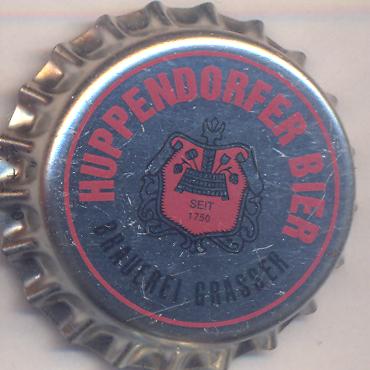 HUPPENDORFER BIER
SEIT
1750
BRAUEREI GRASSER